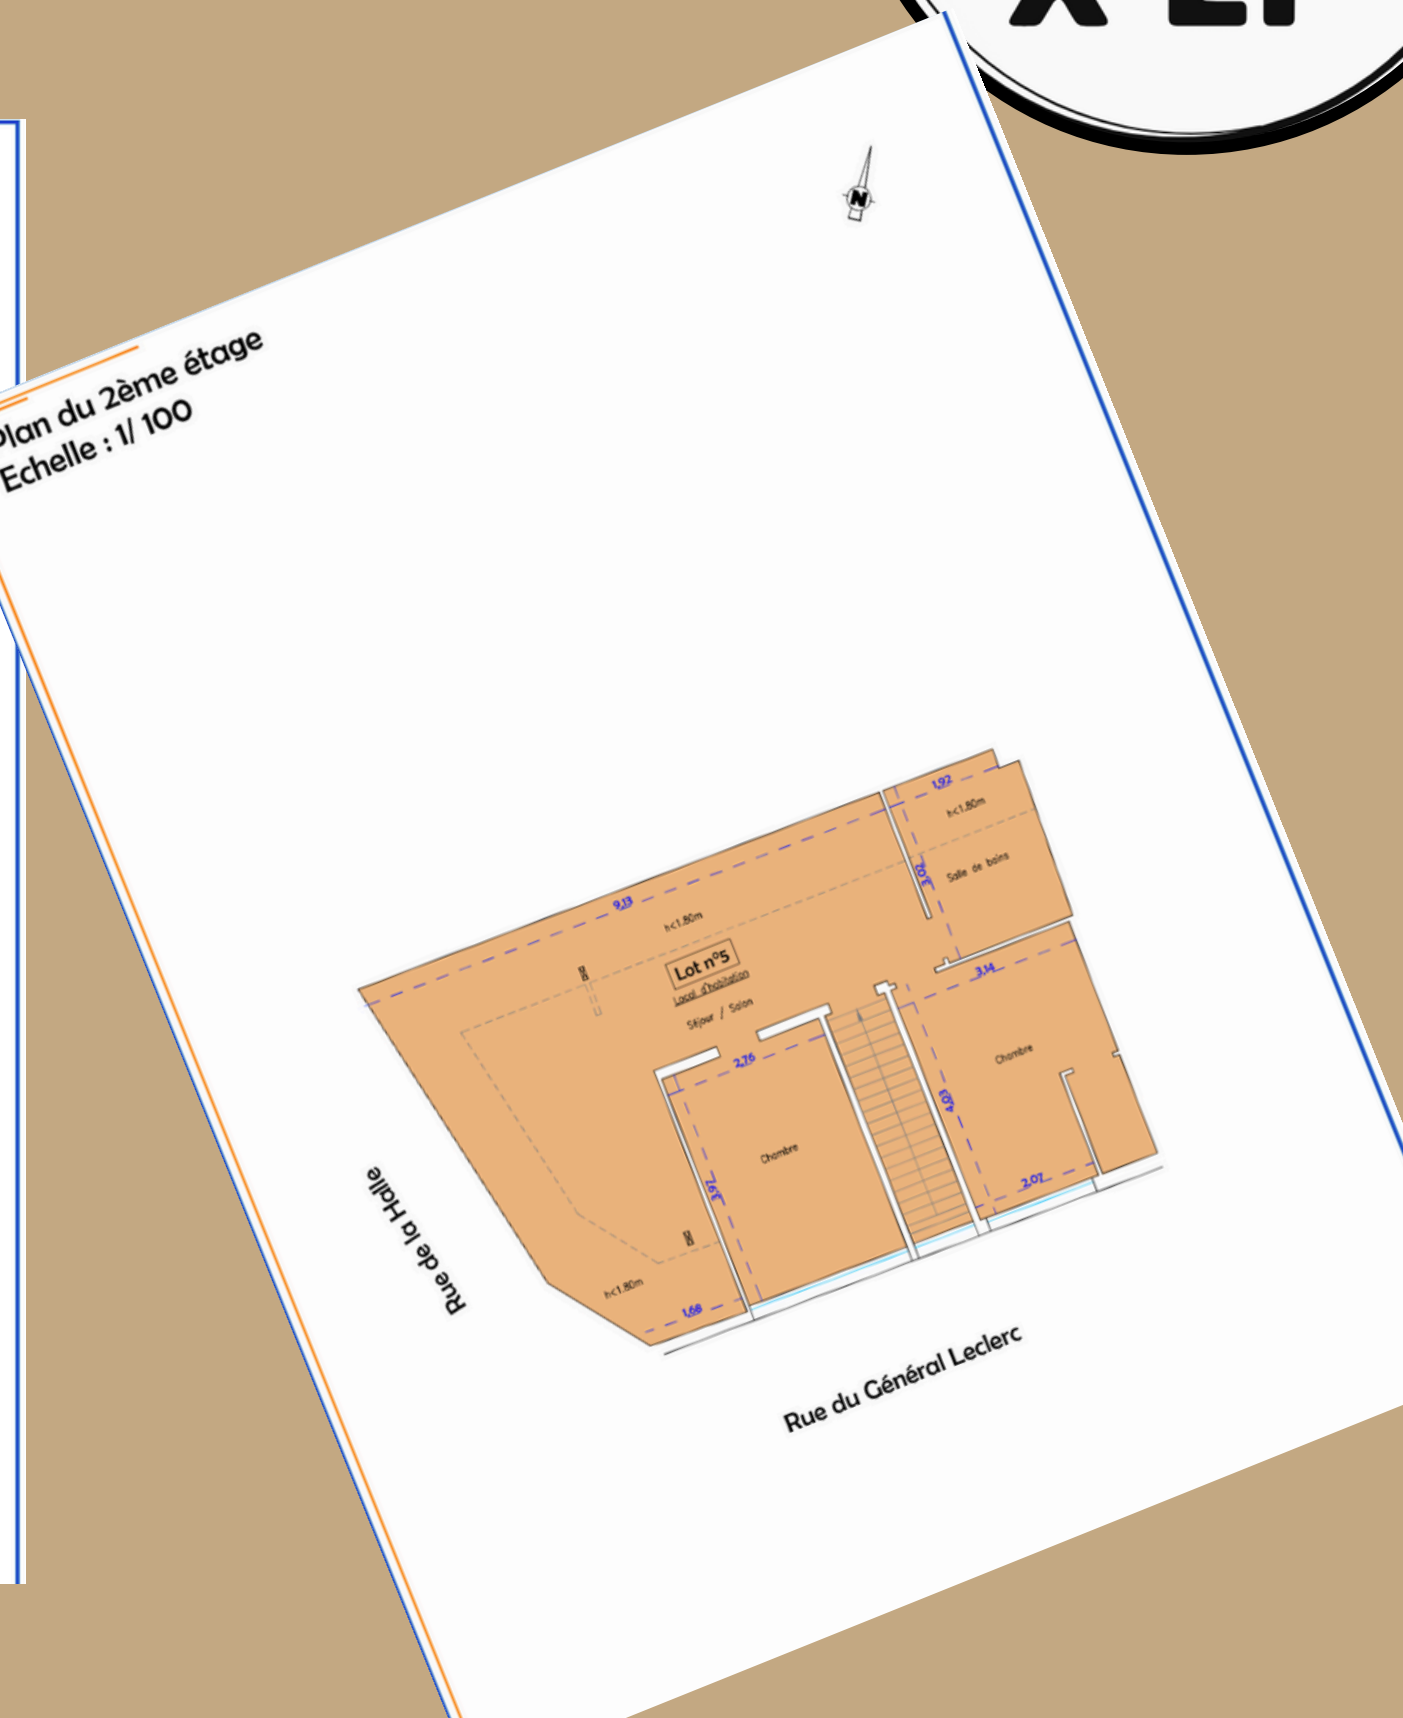 N
Plan du 2ème étage
Echelle : 1/ 100
1,92
h<1.80m
3,02
Salle de bains
9,13
h<1.80m
Lot n°5
Local d'habitation
Séjour / Salon
3,14
Chambre
4,03
2,07
2,76
Chambre
3,97
h<1.80m
1,68
Rue de la Halle
Rue du Général Leclerc